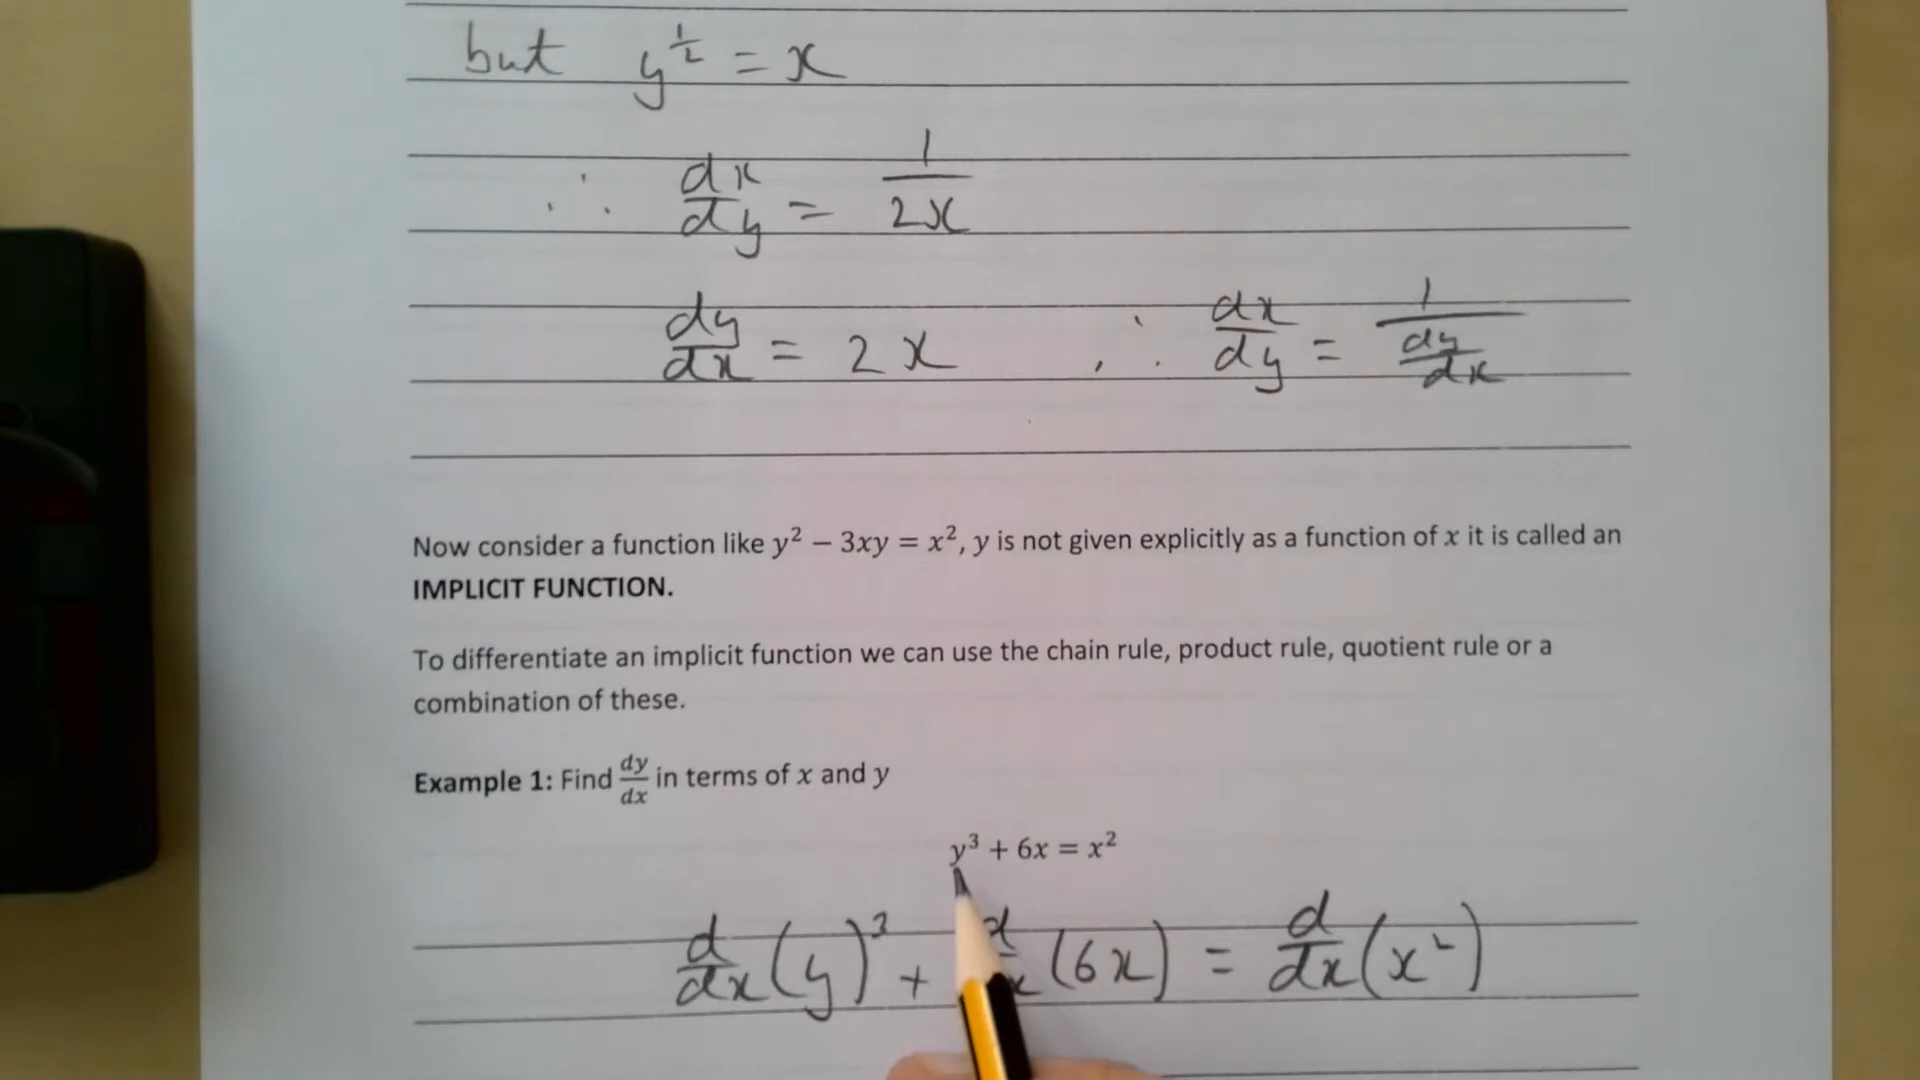 but y^{1/2} = x
∴ dx/dy = 1/2x
dy/dx = 2x ∴ dx/dy = 1/(dy/dx)
Now consider a function like y² − 3xy = x², y is not given explicitly as a function of x it is called an
IMPLICIT FUNCTION.
To differentiate an implicit function we can use the chain rule, product rule, quotient rule or a
combination of these.
Example 1: Find dy/dx in terms of x and y
y³ + 6x = x²
d/dx (y)³ + d/x (6x) = d/dx (x²)